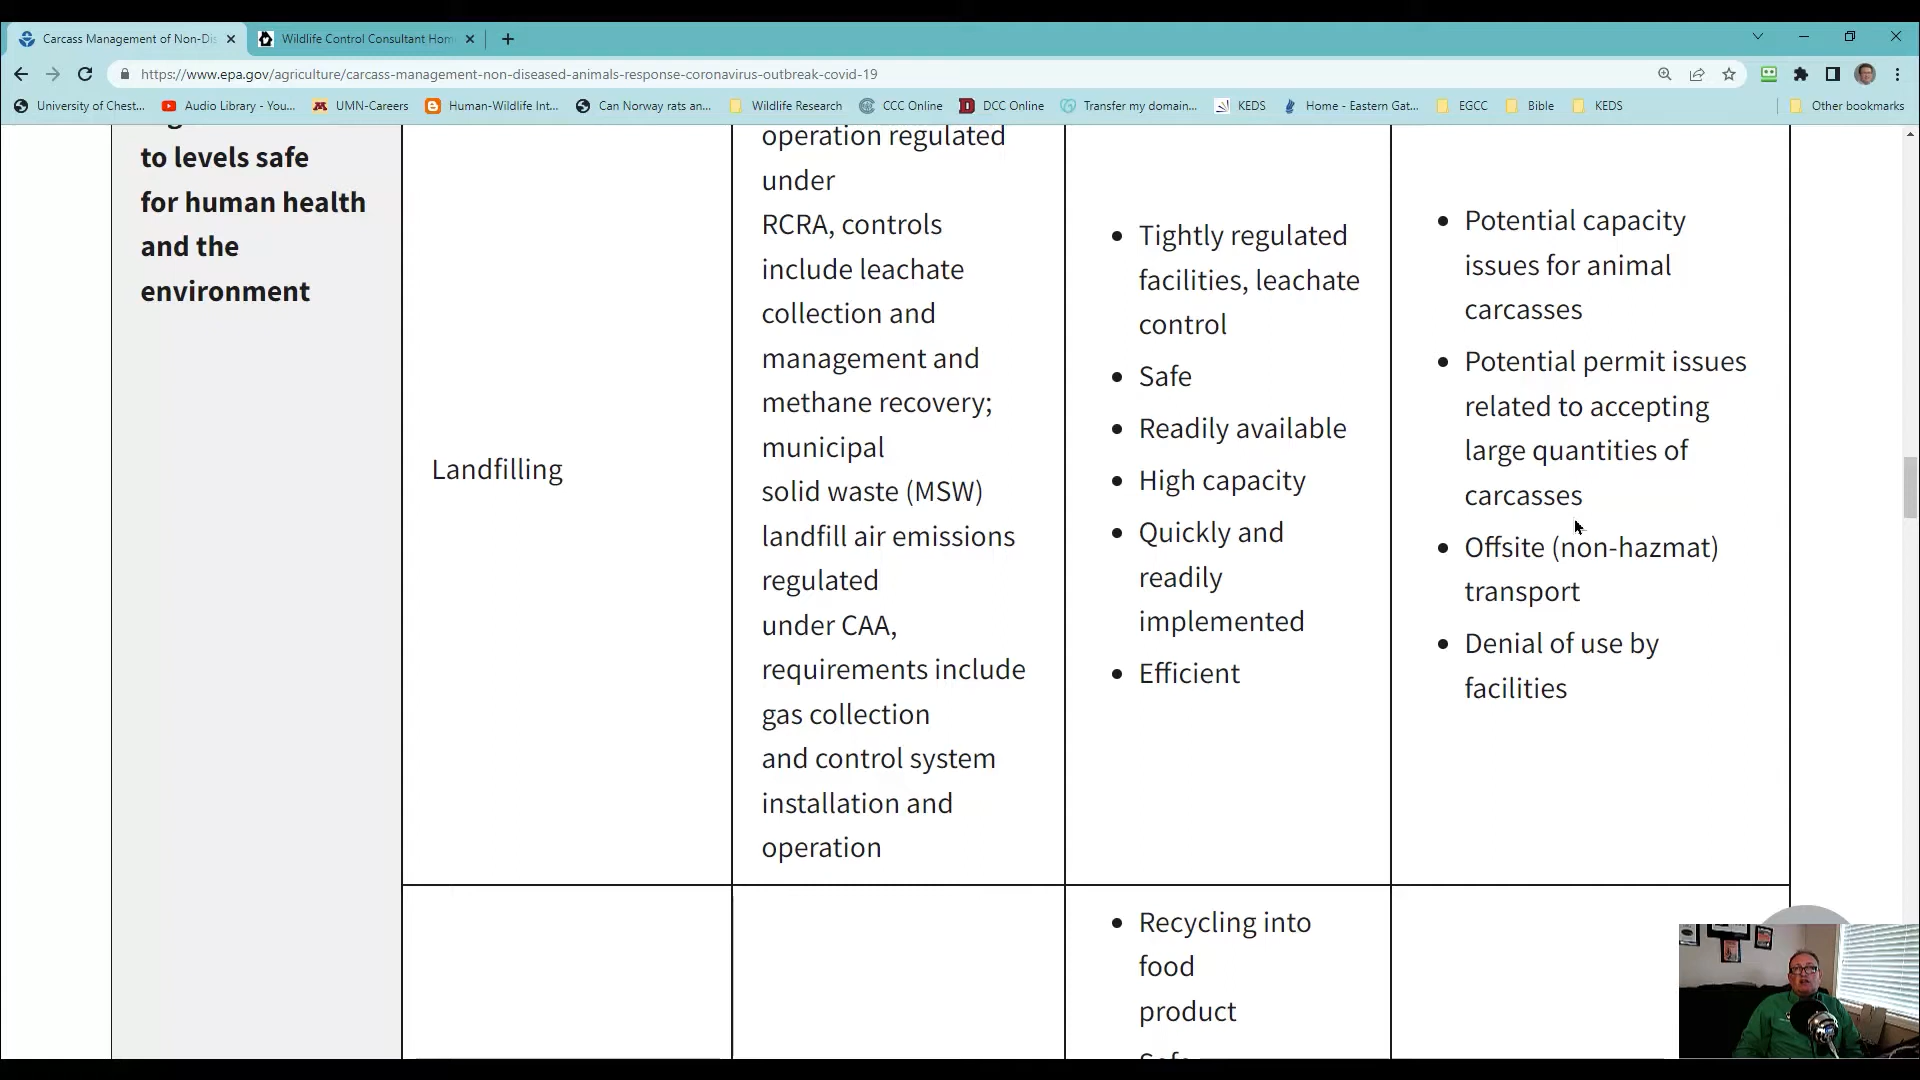 Carcass Management of Non-Dis
Wildlife Control Consultant Hom
https://www.epa.gov/agriculture/carcass-management-non-diseased-animals-response-coronavirus-outbreak-covid-19
University of Chest...
Audio Library - You...
UMN-Careers
Human-Wildlife Int...
Can Norway rats an...
Wildlife Research
CCC Online
DCC Online
Transfer my domain...
KEDS
Home - Eastern Gat...
EGCC
Bible
KEDS
Other bookmarks
to levels safe
for human health
and the
environment
Landfilling
operation regulated
under
RCRA, controls
include leachate
collection and
management and
methane recovery;
municipal
solid waste (MSW)
landfill air emissions
regulated
under CAA,
requirements include
gas collection
and control system
installation and
operation
• Tightly regulated
facilities, leachate
control
• Safe
• Readily available
• High capacity
• Quickly and
readily
implemented
• Efficient
• Potential capacity
issues for animal
carcasses
• Potential permit issues
related to accepting
large quantities of
carcasses
• Offsite (non-hazmat)
transport
• Denial of use by
facilities
• Recycling into
food
product